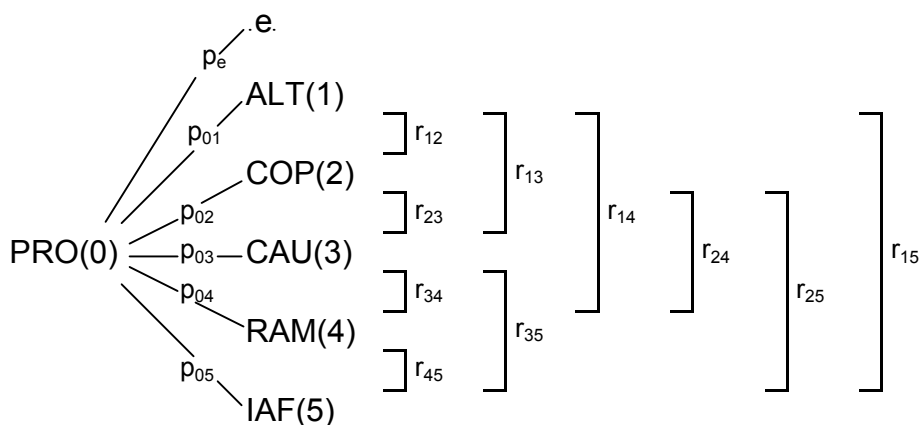 .e.
pe
ALT(1)
p01
r12
COP(2)
r13
p02
r23
r14
PRO(0)
p03
CAU(3)
r24
r15
p04
r34
r25
RAM(4)
r35
p05
r45
IAF(5)